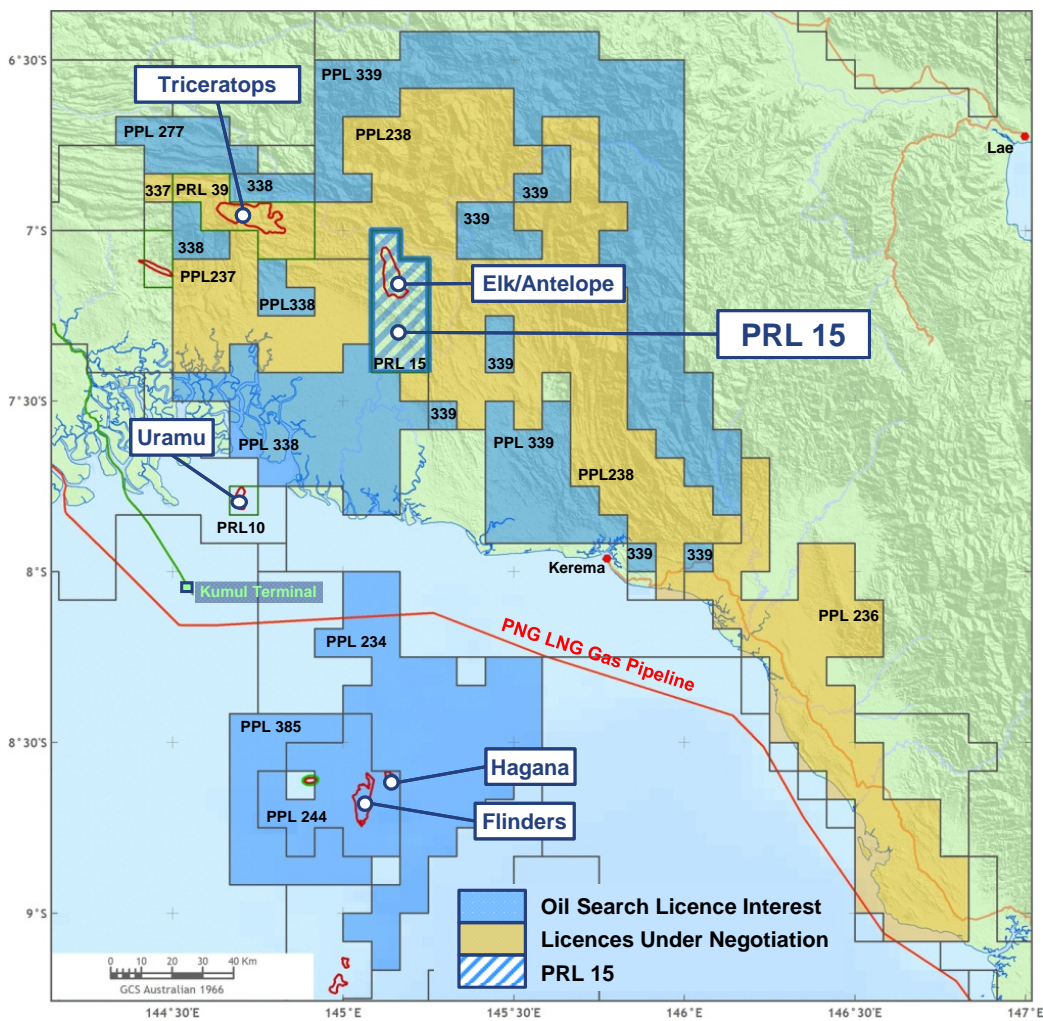 6°30'S
PPL 339
Triceratops
PPL 277
PPL238
Lae
337
PRL 39
338
339
339
7°S
338
PPL237
Elk/Antelope
PPL338
PRL 15
PRL 15
339
7°30'S
339
Uramu
PPL 338
PPL 339
PPL238
PRL10
339
339
Kerema
8°S
Kumul Terminal
PPL 236
PPL 234
PNG LNG Gas Pipeline
8°30'S
PPL 385
Hagana
PPL 244
Flinders
Oil Search Licence Interest
9°S
Licences Under Negotiation
PRL 15
0 10 20 30 40 Km
GCS Australian 1966
144°30'E
145°E
145°30'E
146°E
146°30'E
147°E